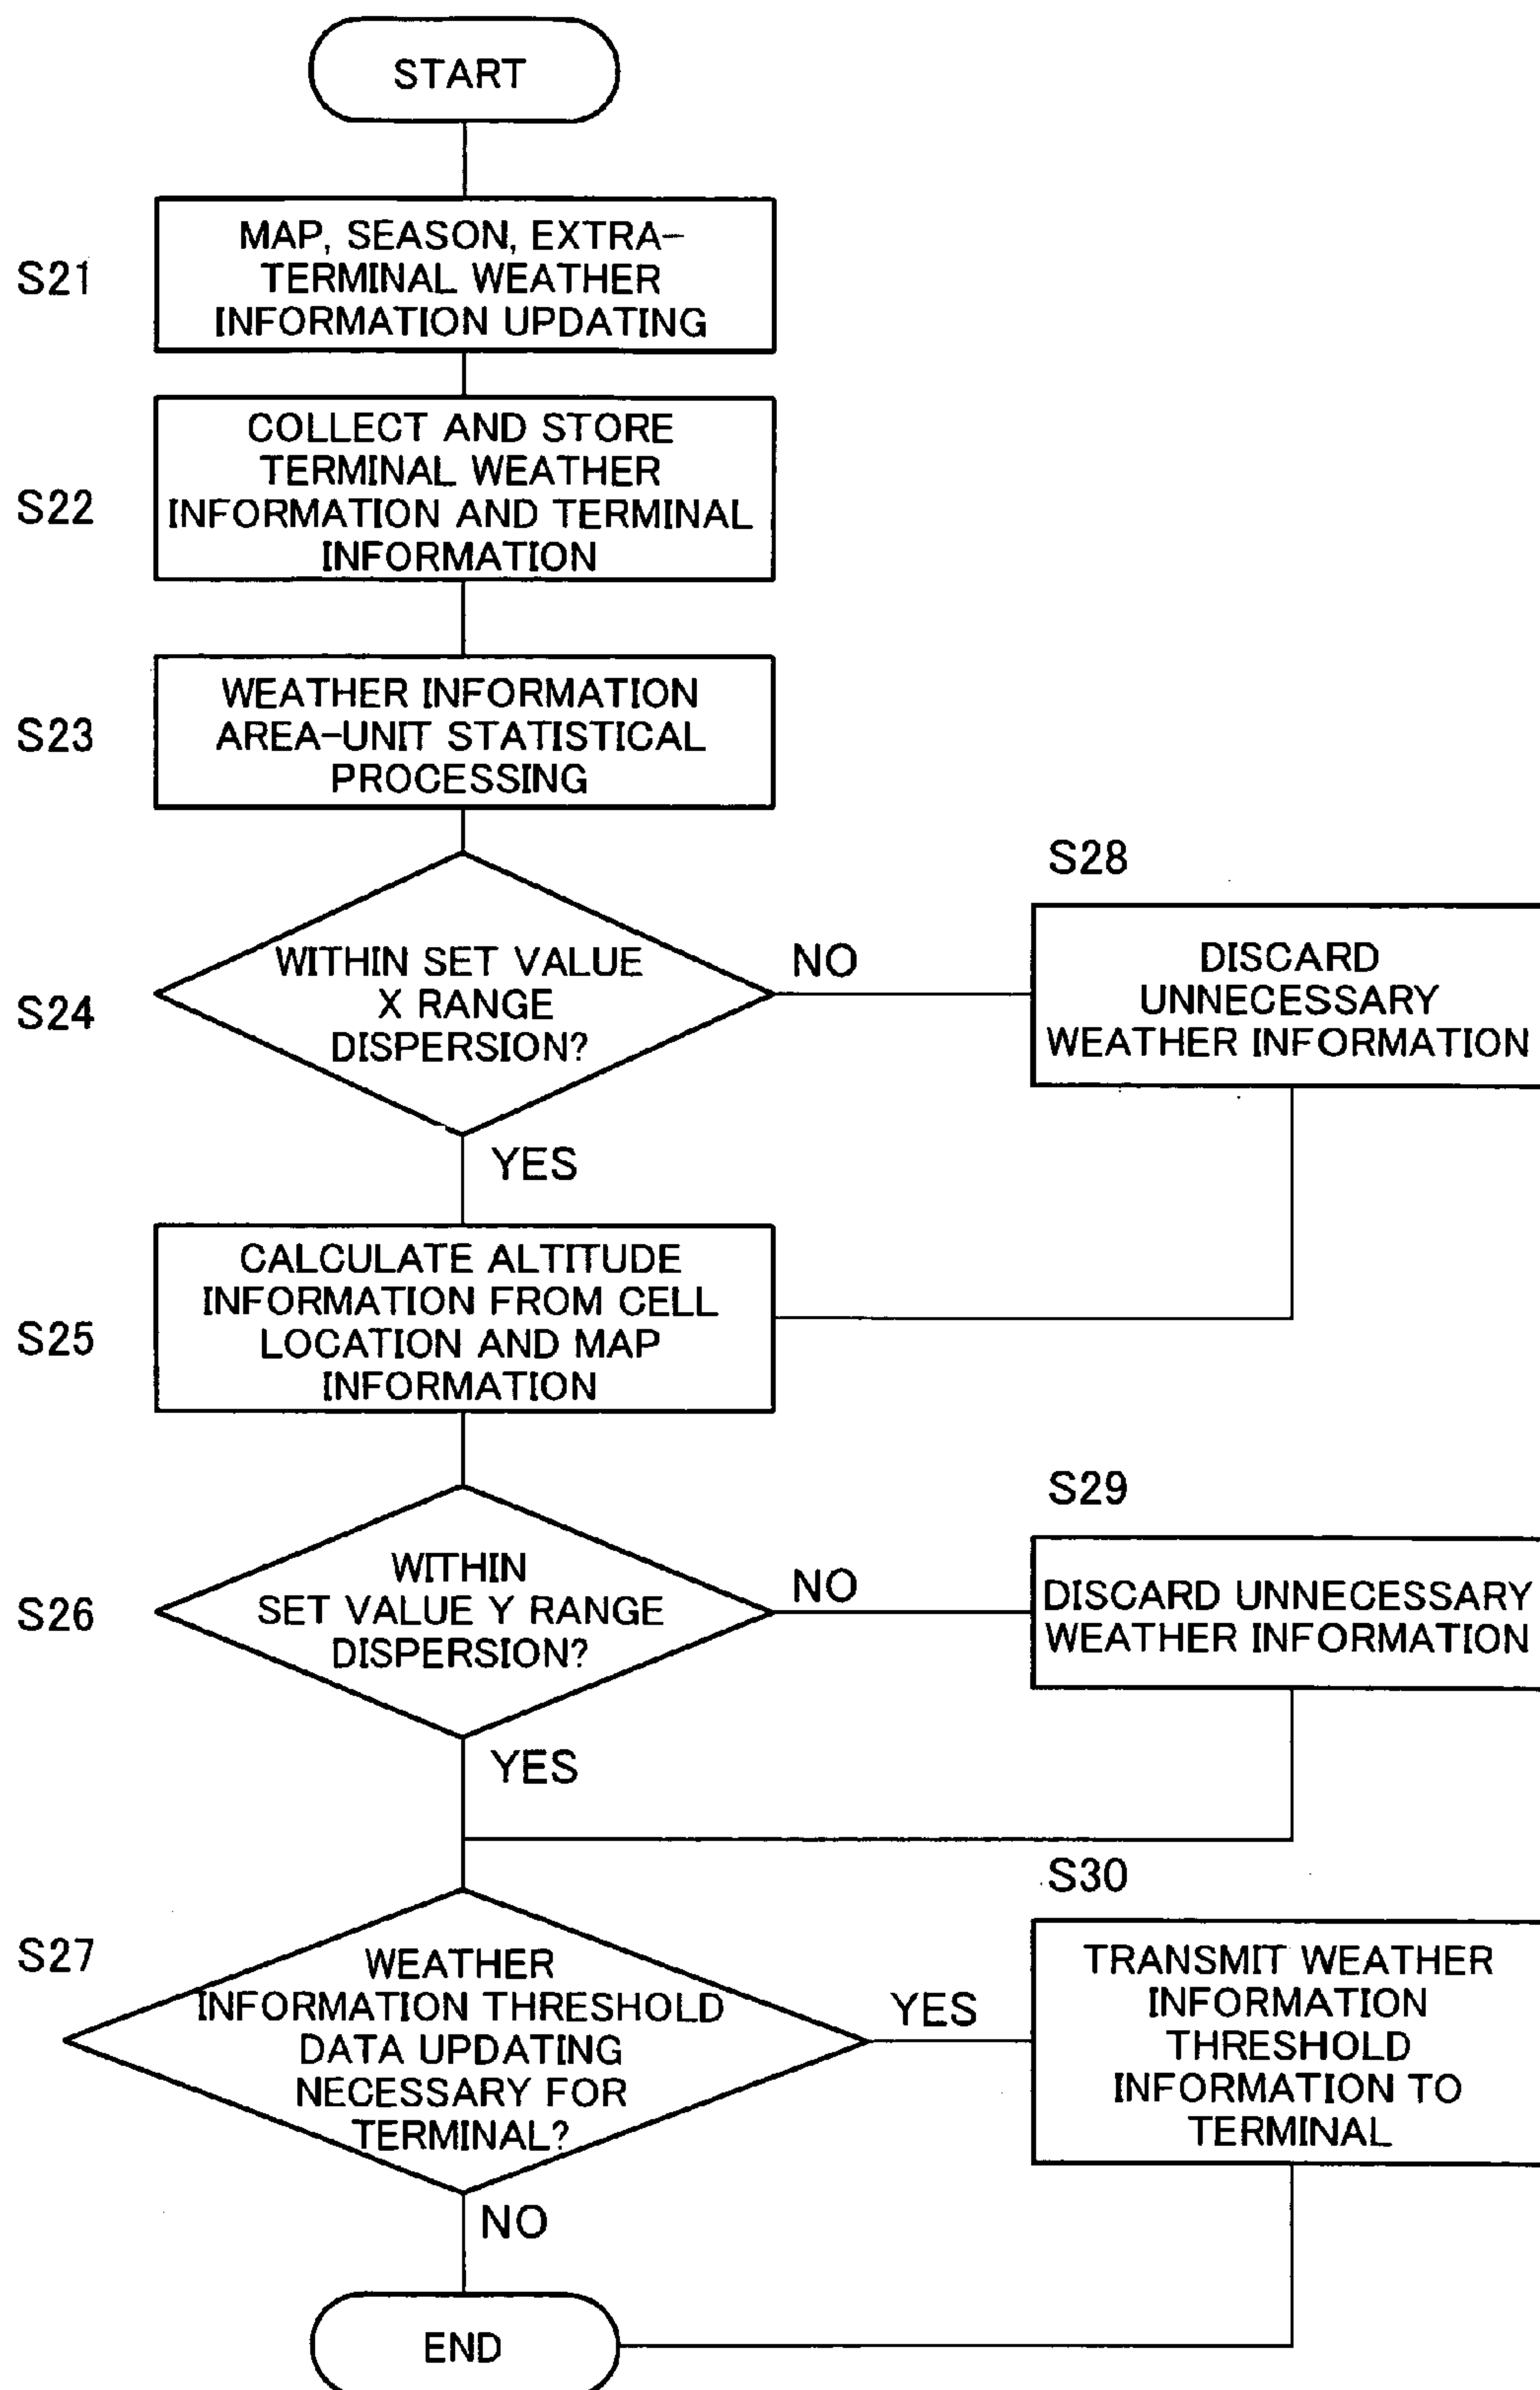 START
S21
MAP, SEASON, EXTRA-
TERMINAL WEATHER
INFORMATION UPDATING
S22
COLLECT AND STORE
TERMINAL WEATHER
INFORMATION AND TERMINAL
INFORMATION
S23
WEATHER INFORMATION
AREA-UNIT STATISTICAL
PROCESSING
S24
WITHIN SET VALUE
X RANGE
DISPERSION?
NO
YES
S28
DISCARD
UNNECESSARY
WEATHER INFORMATION
S25
CALCULATE ALTITUDE
INFORMATION FROM CELL
LOCATION AND MAP
INFORMATION
S26
WITHIN
SET VALUE Y RANGE
DISPERSION?
NO
YES
S29
DISCARD UNNECESSARY
WEATHER INFORMATION
S27
WEATHER
INFORMATION THRESHOLD
DATA UPDATING
NECESSARY FOR
TERMINAL?
YES
NO
S30
TRANSMIT WEATHER
INFORMATION
THRESHOLD
INFORMATION TO
TERMINAL
END